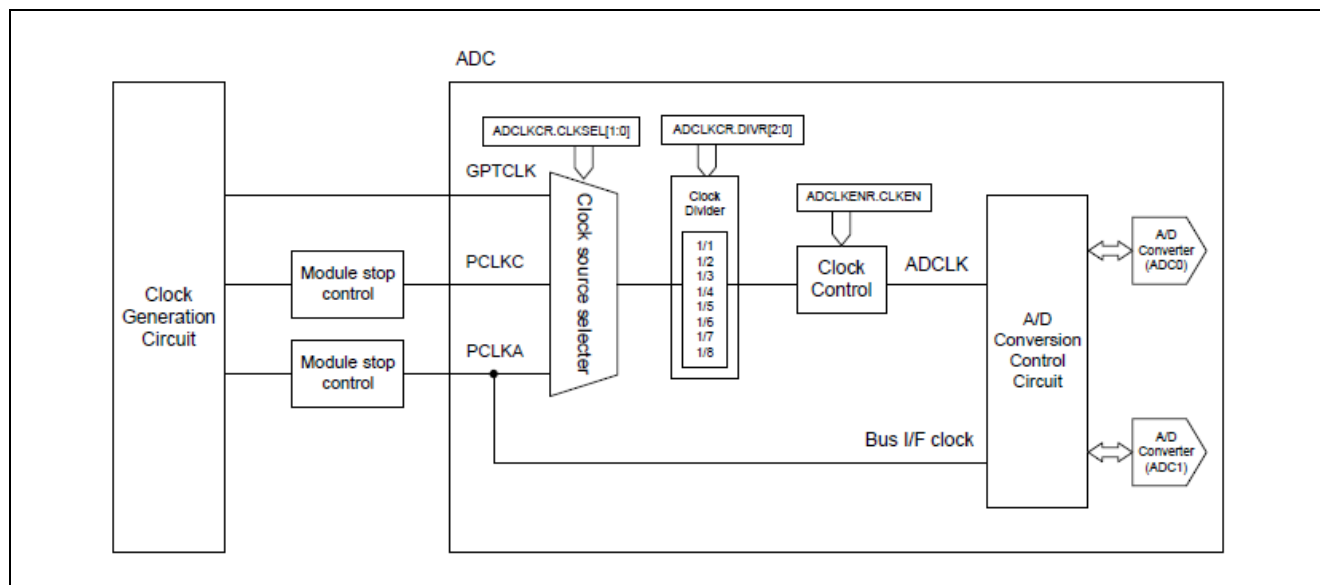 ADC
ADCLKCR.CLKSEL[1:0]
ADCLKCR.DIVR[2:0]
GPTCLK
Clock
Divider
ADCLKENR.CLKEN
1/1
1/2
1/3
1/4
1/5
1/6
1/7
1/8
Clock source selecter
A/D
Converter
(ADC0)
Module stop
control
PCLKC
Clock
Control
ADCLK
Clock
Generation
Circuit
Module stop
control
PCLKA
A/D
Conversion
Control
Circuit
Bus I/F clock
A/D
Converter
(ADC1)